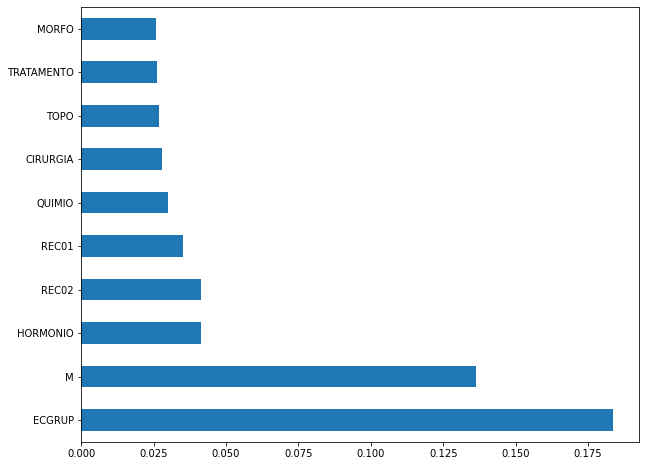 MORFO
TRATAMENTO
TOPO
CIRURGIA
QUIMIO
REC01
REC02
HORMONIO
M
ECGRUP
0.000 0.025 0.050 0.075 0.100 0.125 0.150 0.175